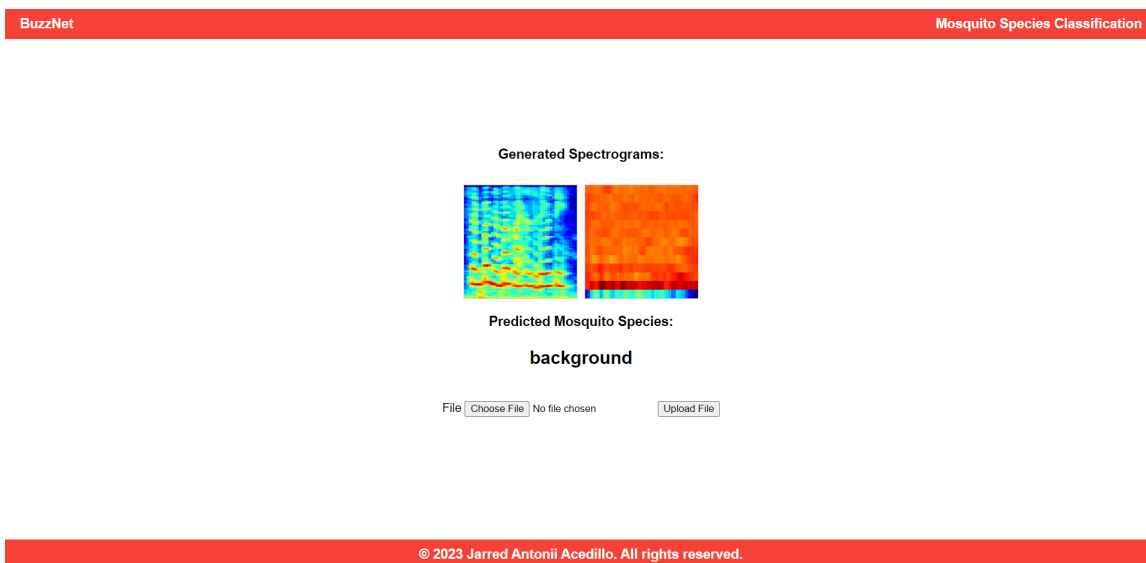 BuzzNet Mosquito Species Classification
Generated Spectrograms:
Predicted Mosquito Species:
background
File Choose File No file chosen Upload File
© 2023 Jarred Antonii Acedillo. All rights reserved.